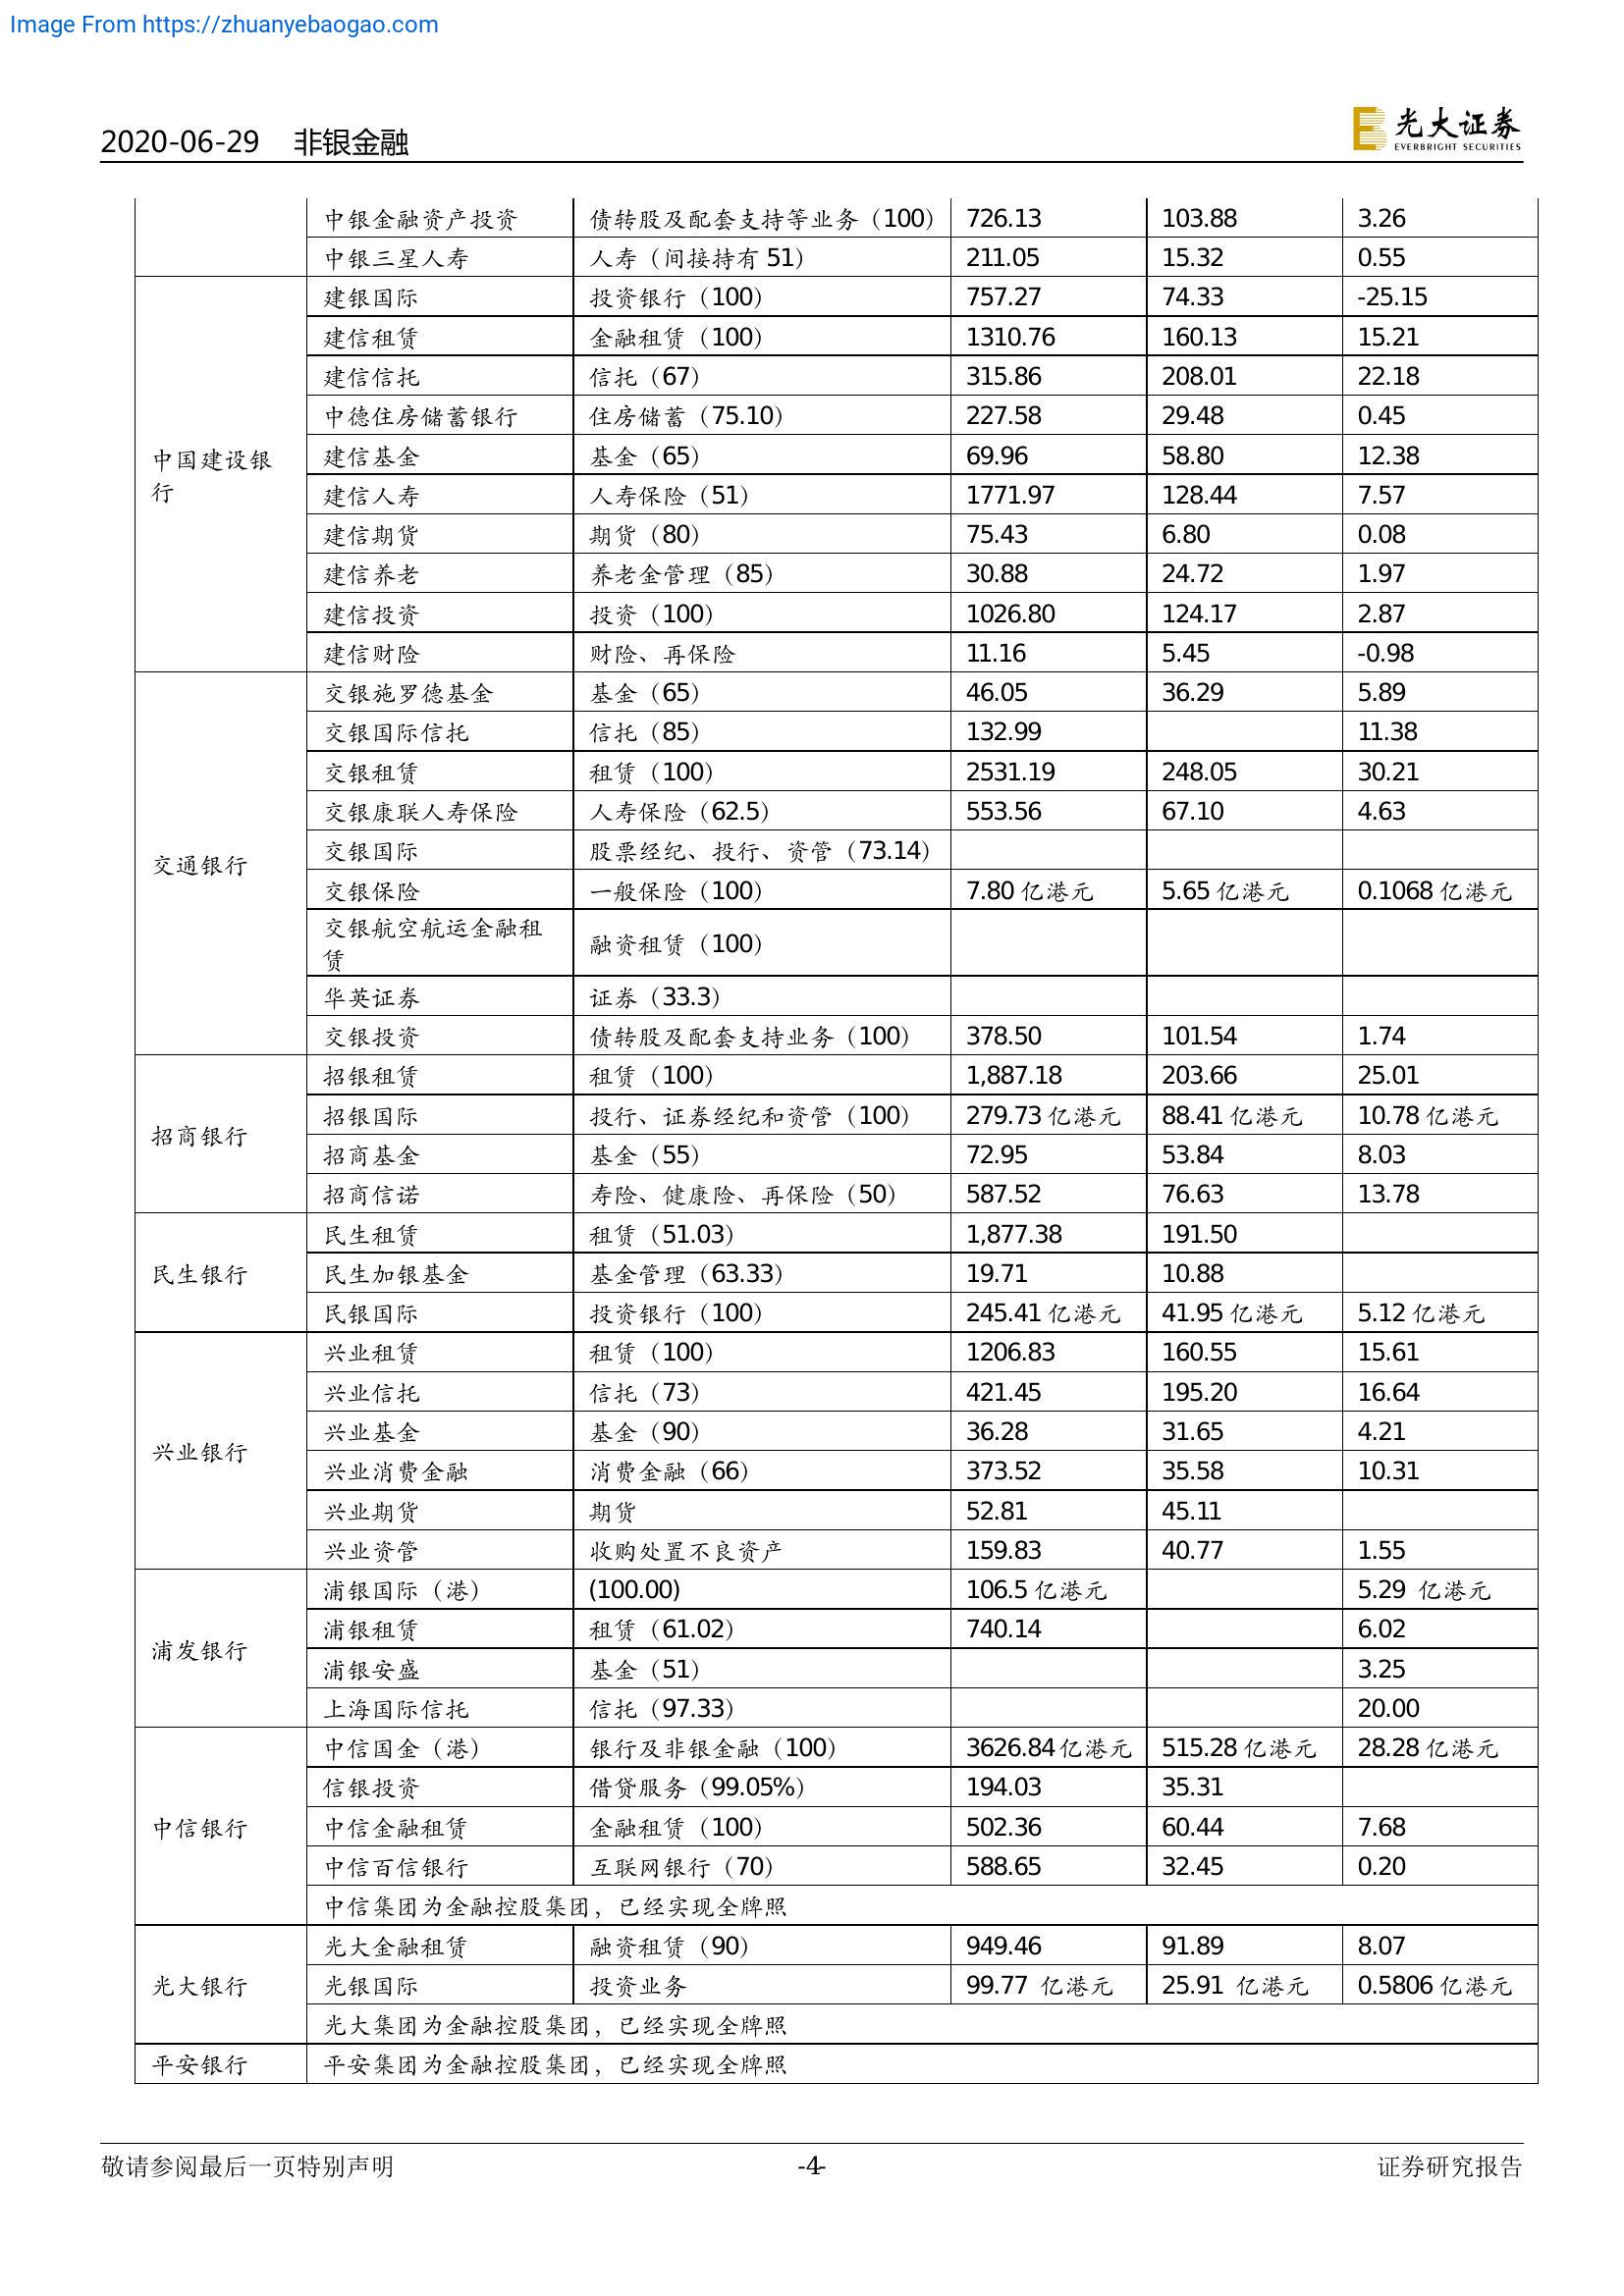 Image From https://zhuanyebaogao.com
2020-06-29 非银金融
光大证券
EVERBRIGHT SECURITIES
中银金融资产投资 债转股及配套支持等业务（100） 726.13 103.88 3.26
中银三星人寿 人寿（间接持有 51） 211.05 15.32 0.55
中国建设银行
建银国际 投资银行（100） 757.27 74.33 -25.15
建信租赁 金融租赁（100） 1310.76 160.13 15.21
建信信托 信托（67） 315.86 208.01 22.18
中德住房储蓄银行 住房储蓄（75.10） 227.58 29.48 0.45
建信基金 基金（65） 69.96 58.80 12.38
建信人寿 人寿保险（51） 1771.97 128.44 7.57
建信期货 期货（80） 75.43 6.80 0.08
建信养老 养老金管理（85） 30.88 24.72 1.97
建信投资 投资（100） 1026.80 124.17 2.87
建信财险 财险、再保险 11.16 5.45 -0.98
交通银行
交银施罗德基金 基金（65） 46.05 36.29 5.89
交银国际信托 信托（85） 132.99 11.38
交银租赁 租赁（100） 2531.19 248.05 30.21
交银康联人寿保险 人寿保险（62.5） 553.56 67.10 4.63
交银国际 股票经纪、投行、资管（73.14）
交银保险 一般保险（100） 7.80 亿港元 5.65 亿港元 0.1068 亿港元
交银航空航运金融租赁 融资租赁（100）
华英证券 证券（33.3）
交银投资 债转股及配套支持业务（100） 378.50 101.54 1.74
招商银行
招银租赁 租赁（100） 1,887.18 203.66 25.01
招银国际 投行、证券经纪和资管（100） 279.73 亿港元 88.41 亿港元 10.78 亿港元
招商基金 基金（55） 72.95 53.84 8.03
招商信诺 寿险、健康险、再保险（50） 587.52 76.63 13.78
民生银行
民生租赁 租赁（51.03） 1,877.38 191.50
民生加银基金 基金管理（63.33） 19.71 10.88
民银国际 投资银行（100） 245.41 亿港元 41.95 亿港元 5.12 亿港元
兴业银行
兴业租赁 租赁（100） 1206.83 160.55 15.61
兴业信托 信托（73） 421.45 195.20 16.64
兴业基金 基金（90） 36.28 31.65 4.21
兴业消费金融 消费金融（66） 373.52 35.58 10.31
兴业期货 期货 52.81 45.11
兴业资管 收购处置不良资产 159.83 40.77 1.55
浦发银行
浦银国际（港） (100.00) 106.5 亿港元 5.29 亿港元
浦银租赁 租赁（61.02） 740.14 6.02
浦银安盛 基金（51） 3.25
上海国际信托 信托（97.33） 20.00
中信银行
中信国金（港） 银行及非银金融（100） 3626.84 亿港元 515.28 亿港元 28.28 亿港元
信银投资 借贷服务（99.05%） 194.03 35.31
中信金融租赁 金融租赁（100） 502.36 60.44 7.68
中信百信银行 互联网银行（70） 588.65 32.45 0.20
中信集团为金融控股集团，已经实现全牌照
光大银行
光大金融租赁 融资租赁（90） 949.46 91.89 8.07
光银国际 投资业务 99.77 亿港元 25.91 亿港元 0.5806 亿港元
光大集团为金融控股集团，已经实现全牌照
平安银行 平安集团为金融控股集团，已经实现全牌照
敬请参阅最后一页特别声明 -4- 证券研究报告